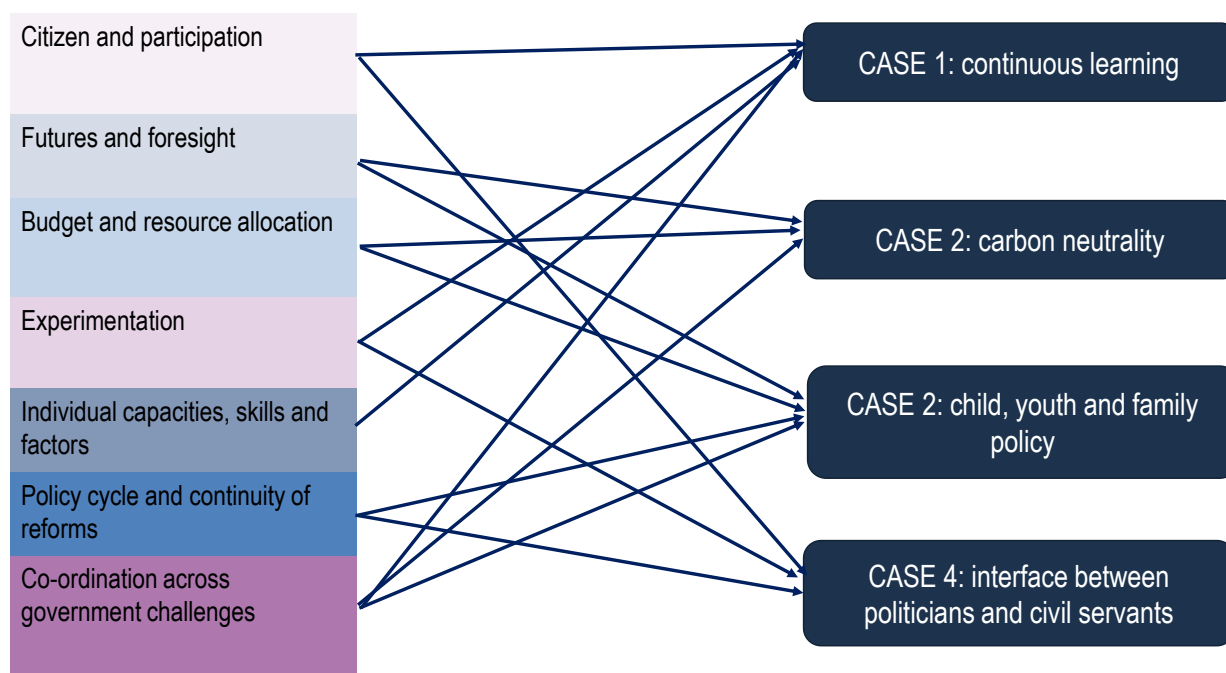 Citizen and participation
Futures and foresight
Budget and resource allocation
Experimentation
Individual capacities, skills and
factors
Policy cycle and continuity of
reforms
Co-ordination across
government challenges
CASE 1: continuous learning
CASE 2: carbon neutrality
CASE 2: child, youth and family
policy
CASE 4: interface between
politicians and civil servants